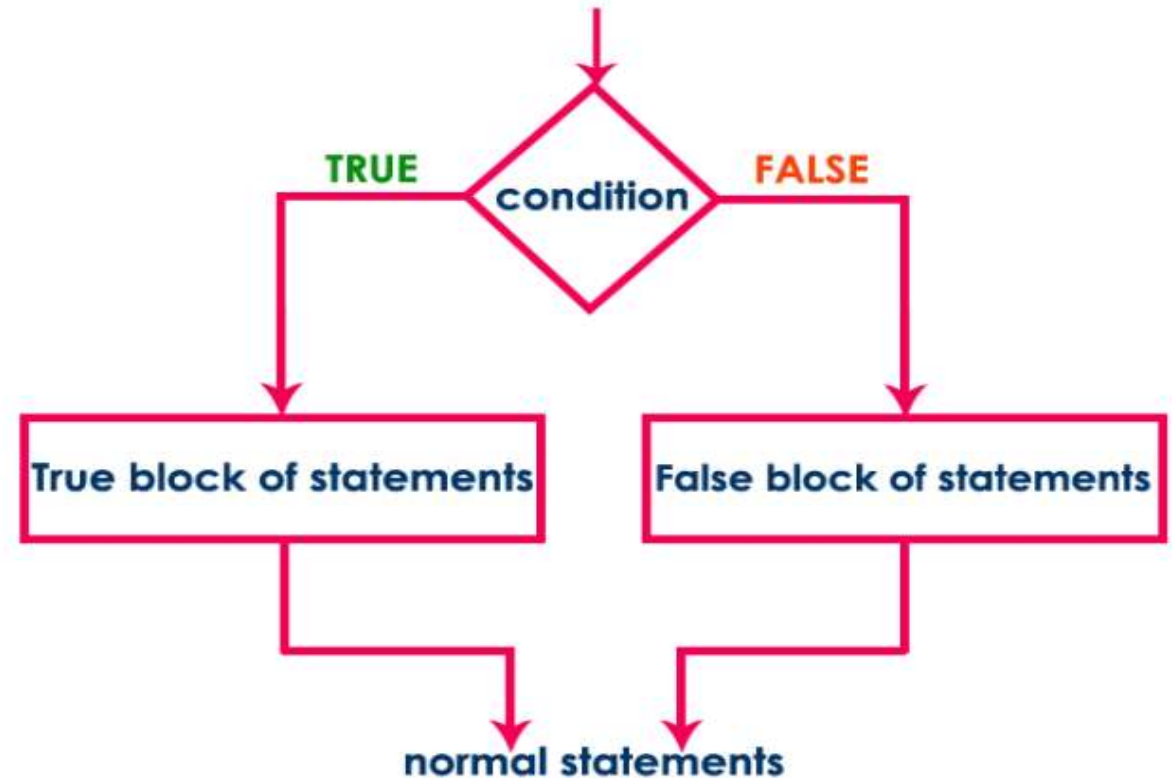 TRUE
FALSE
condition
True block of statements
False block of statements
normal statements